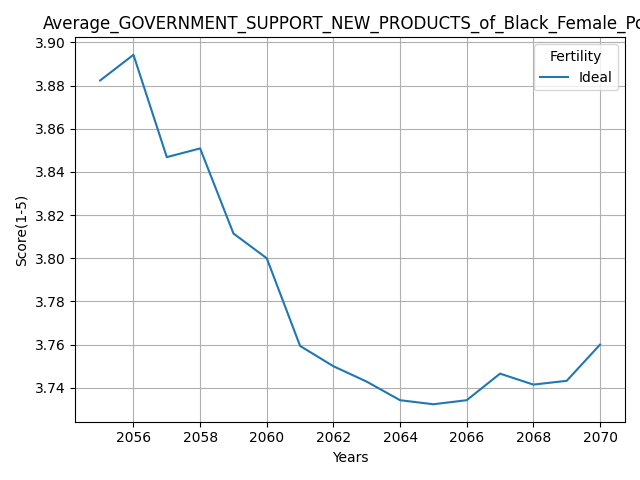 Average_GOVERNMENT_SUPPORT_NEW_PRODUCTS_of_Black_Female_Po
3.90
3.88
3.86
3.84
3.82
3.80
3.78
3.76
3.74
Score(1-5)
Fertility
Ideal
2056 2058 2060 2062 2064 2066 2068 2070
Years